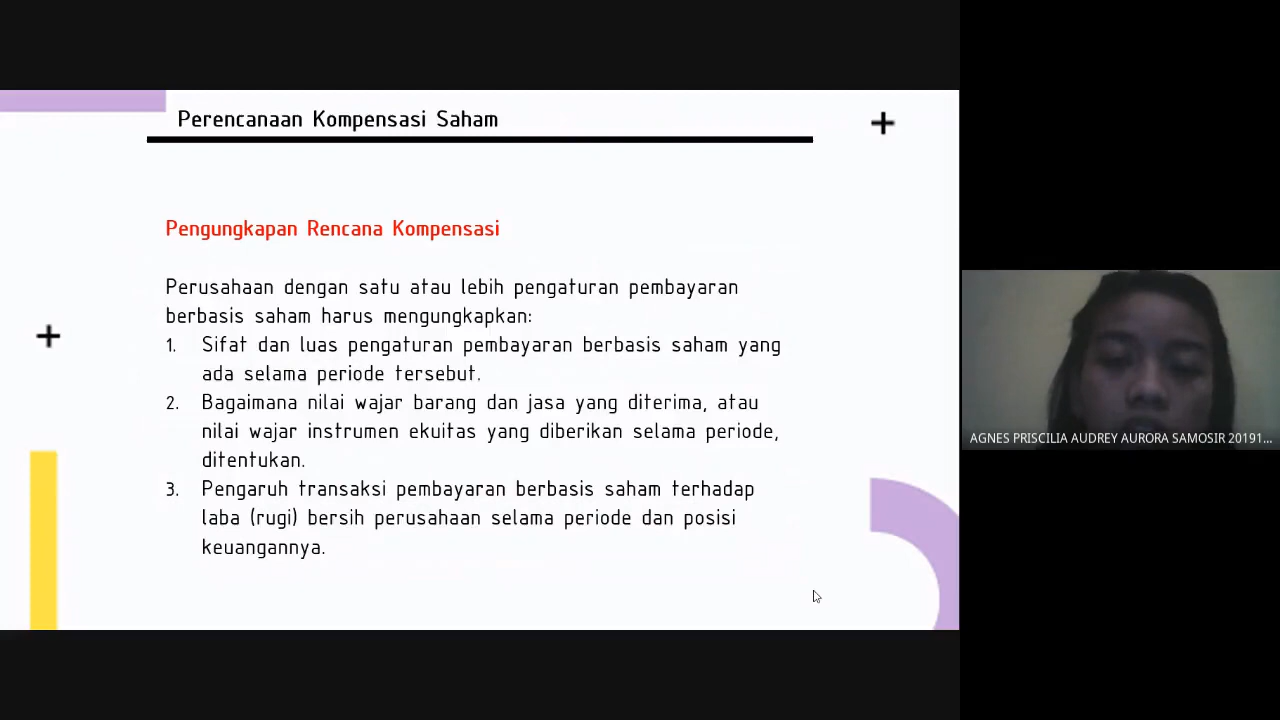 Perencanaan Kompensasi Saham
Pengungkapan Rencana Kompensasi
Perusahaan dengan satu atau lebih pengaturan pembayaran
berbasis saham harus mengungkapkan:
1. Sifat dan luas pengaturan pembayaran berbasis saham yang
ada selama periode tersebut.
2. Bagaimana nilai wajar barang dan jasa yang diterima, atau
nilai wajar instrumen ekuitas yang diberikan selama periode,
ditentukan.
3. Pengaruh transaksi pembayaran berbasis saham terhadap
laba (rugi) bersih perusahaan selama periode dan posisi
keuangannya.
AGNES PRISCILIA AUDREY AURORA SAMOSIR 20191...